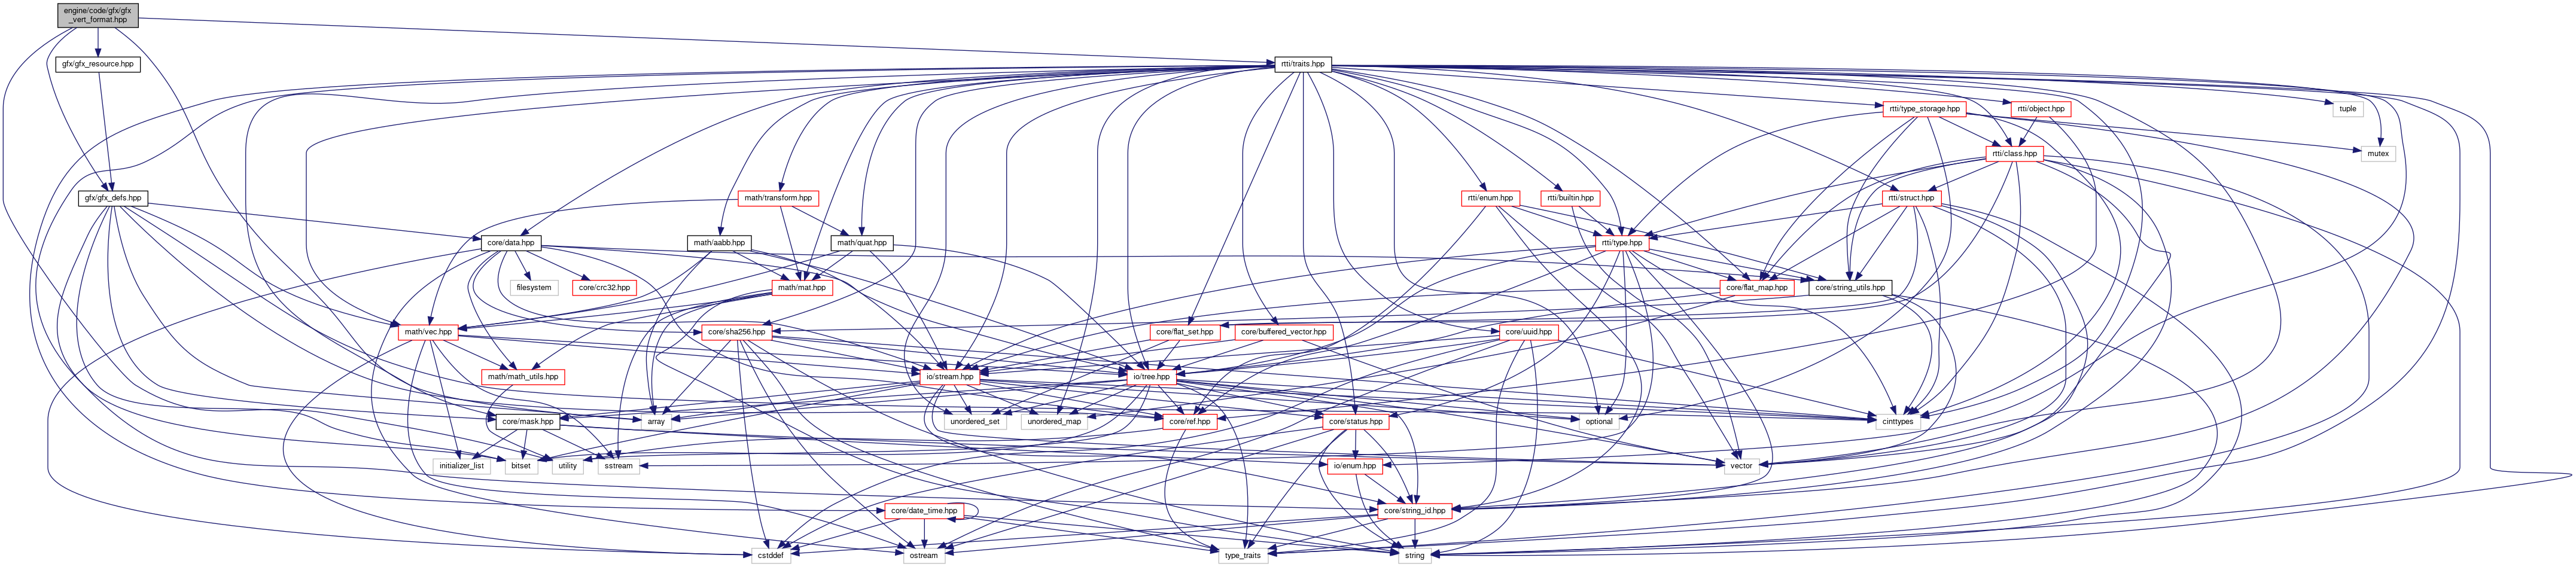 engine/code/gfx/gfx
_vert_format.hpp
gfx/gfx_resource.hpp
rtti/traits.hpp
rtti/type_storage.hpp
rtti/object.hpp
tuple
rtti/class.hpp
mutex
gfx/gfx_defs.hpp
math/transform.hpp
rtti/enum.hpp
rtti/builtin.hpp
rtti/struct.hpp
core/data.hpp
math/aabb.hpp
math/quat.hpp
rtti/type.hpp
filesystem
core/crc32.hpp
math/mat.hpp
core/flat_map.hpp
core/string_utils.hpp
math/vec.hpp
core/sha256.hpp
core/flat_set.hpp
core/buffered_vector.hpp
core/uuid.hpp
math/math_utils.hpp
io/stream.hpp
io/tree.hpp
core/mask.hpp
array
unordered_set
unordered_map
core/ref.hpp
core/status.hpp
optional
cinttypes
initializer_list
bitset
utility
sstream
io/enum.hpp
vector
core/date_time.hpp
core/string_id.hpp
cstddef
ostream
type_traits
string